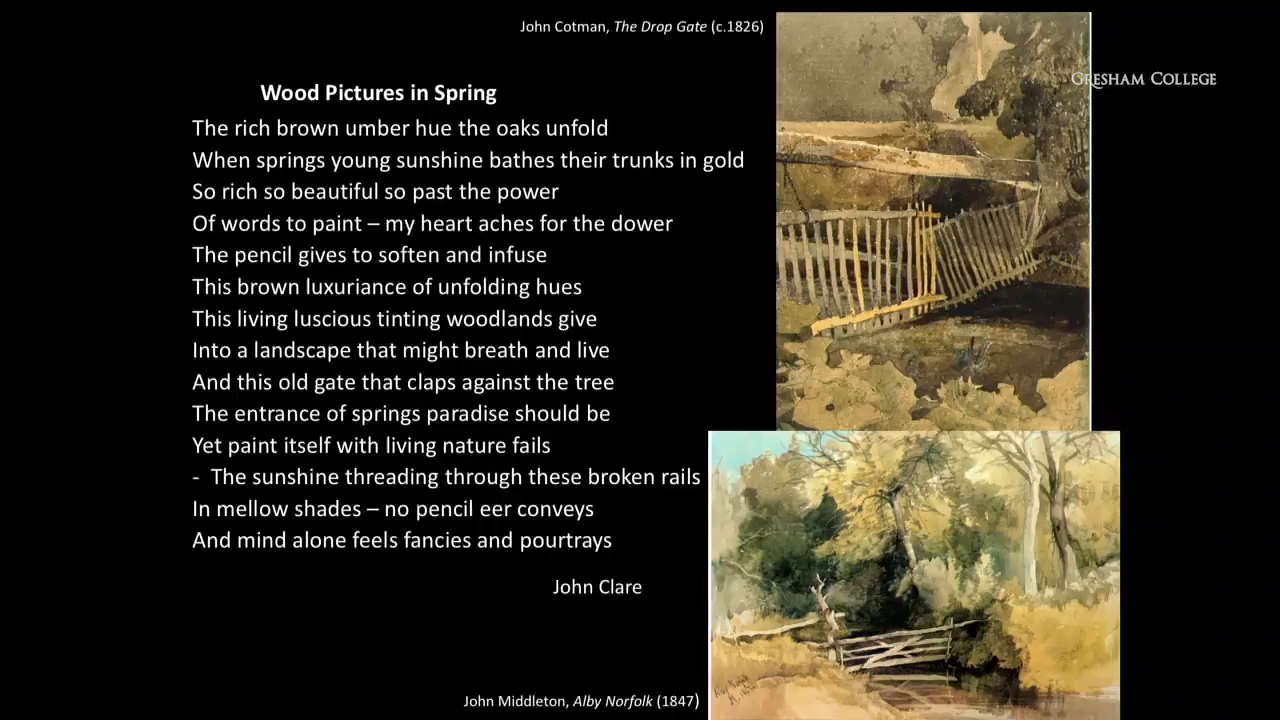 John Cotman, The Drop Gate (c.1826)
GRESHAM COLLEGE
Wood Pictures in Spring
The rich brown umber hue the oaks unfold
When springs young sunshine bathes their trunks in gold
So rich so beautiful so past the power
Of words to paint – my heart aches for the dower
The pencil gives to soften and infuse
This brown luxuriance of unfolding hues
This living luscious tinting woodlands give
Into a landscape that might breath and live
And this old gate that claps against the tree
The entrance of springs paradise should be
Yet paint itself with living nature fails
- The sunshine threading through these broken rails
In mellow shades – no pencil eer conveys
And mind alone feels fancies and pourtrays
John Clare
John Middleton, Alby Norfolk (1847)